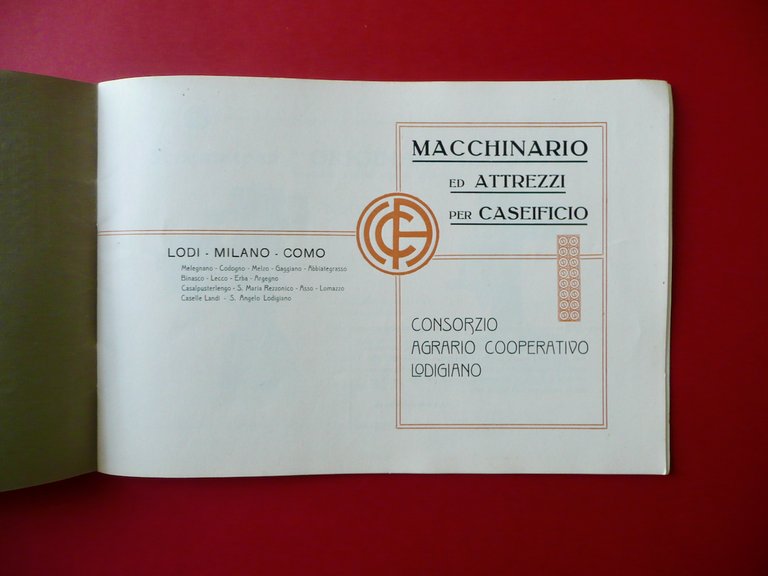 MACCHINARIO
ED ATTREZZI
PER CASEIFICIO
LODI - MILANO - COMO
Melegnano - Codogno - Melzo - Gaggiano - Abbiategrasso
Binasco - Lecco - Erba - Argegno
Casalpusterlengo - S. Maria Rezzonico - Asso - Lomazzo
Caselle Landi - S. Angelo Lodigiano
CONSORZIO
AGRARIO COOPERATIVO
LODIGIANO